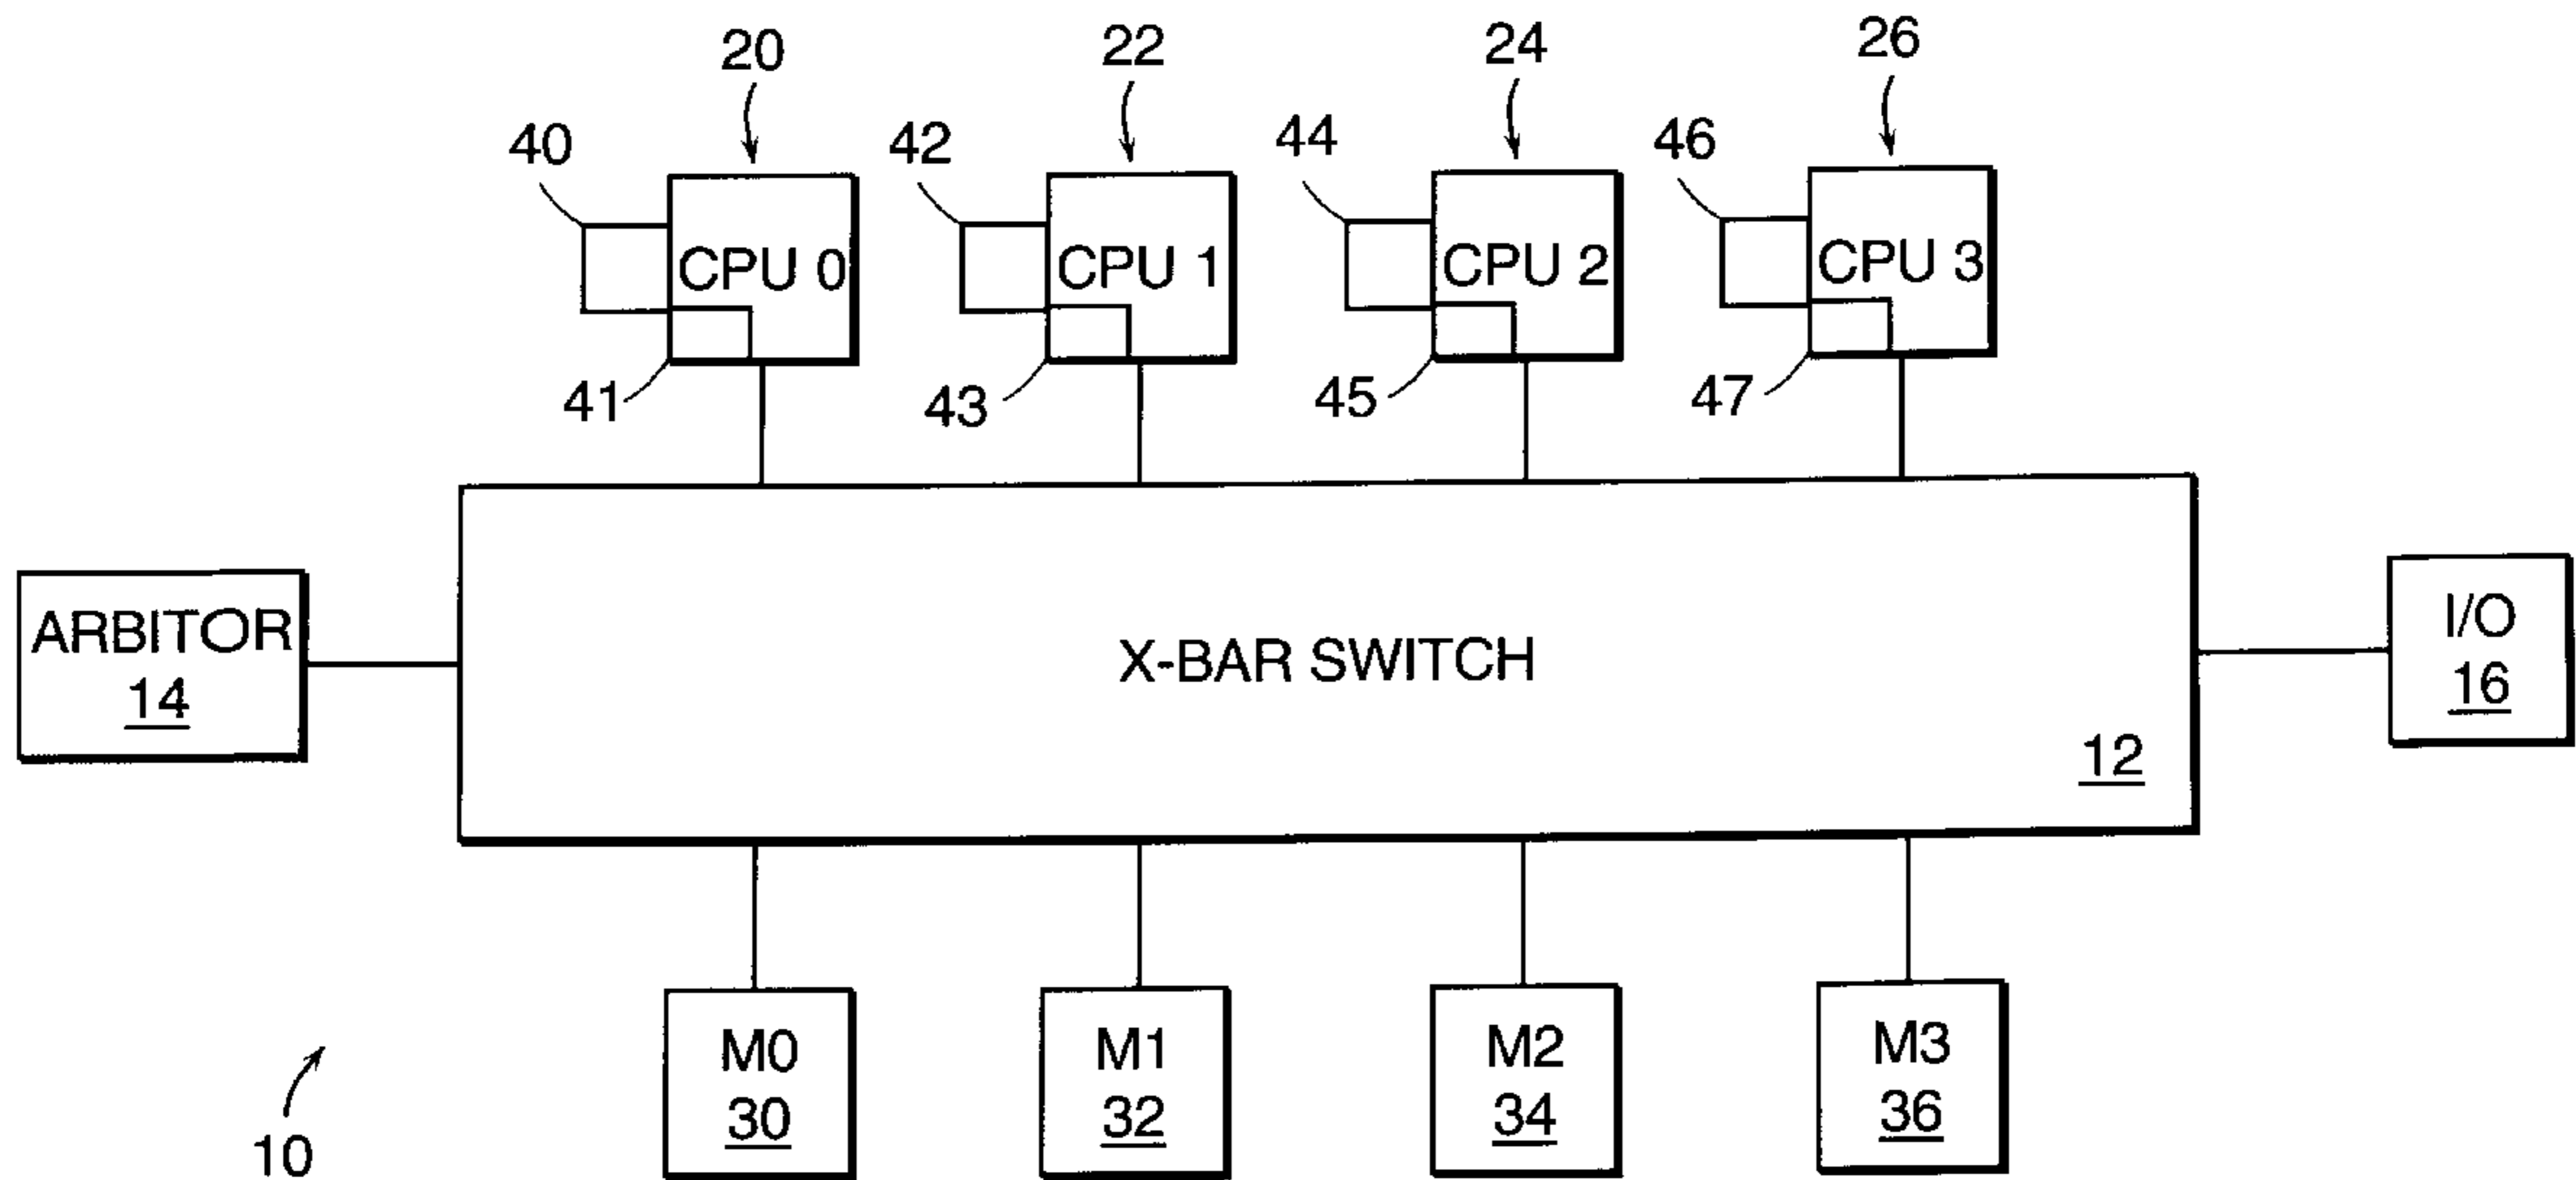 20 22 24 26
40 42 44 46
CPU 0 CPU 1 CPU 2 CPU 3
41 43 45 47
ARBITOR
14
X-BAR SWITCH
12
I/O
16
M0 M1 M2 M3
30 32 34 36
10